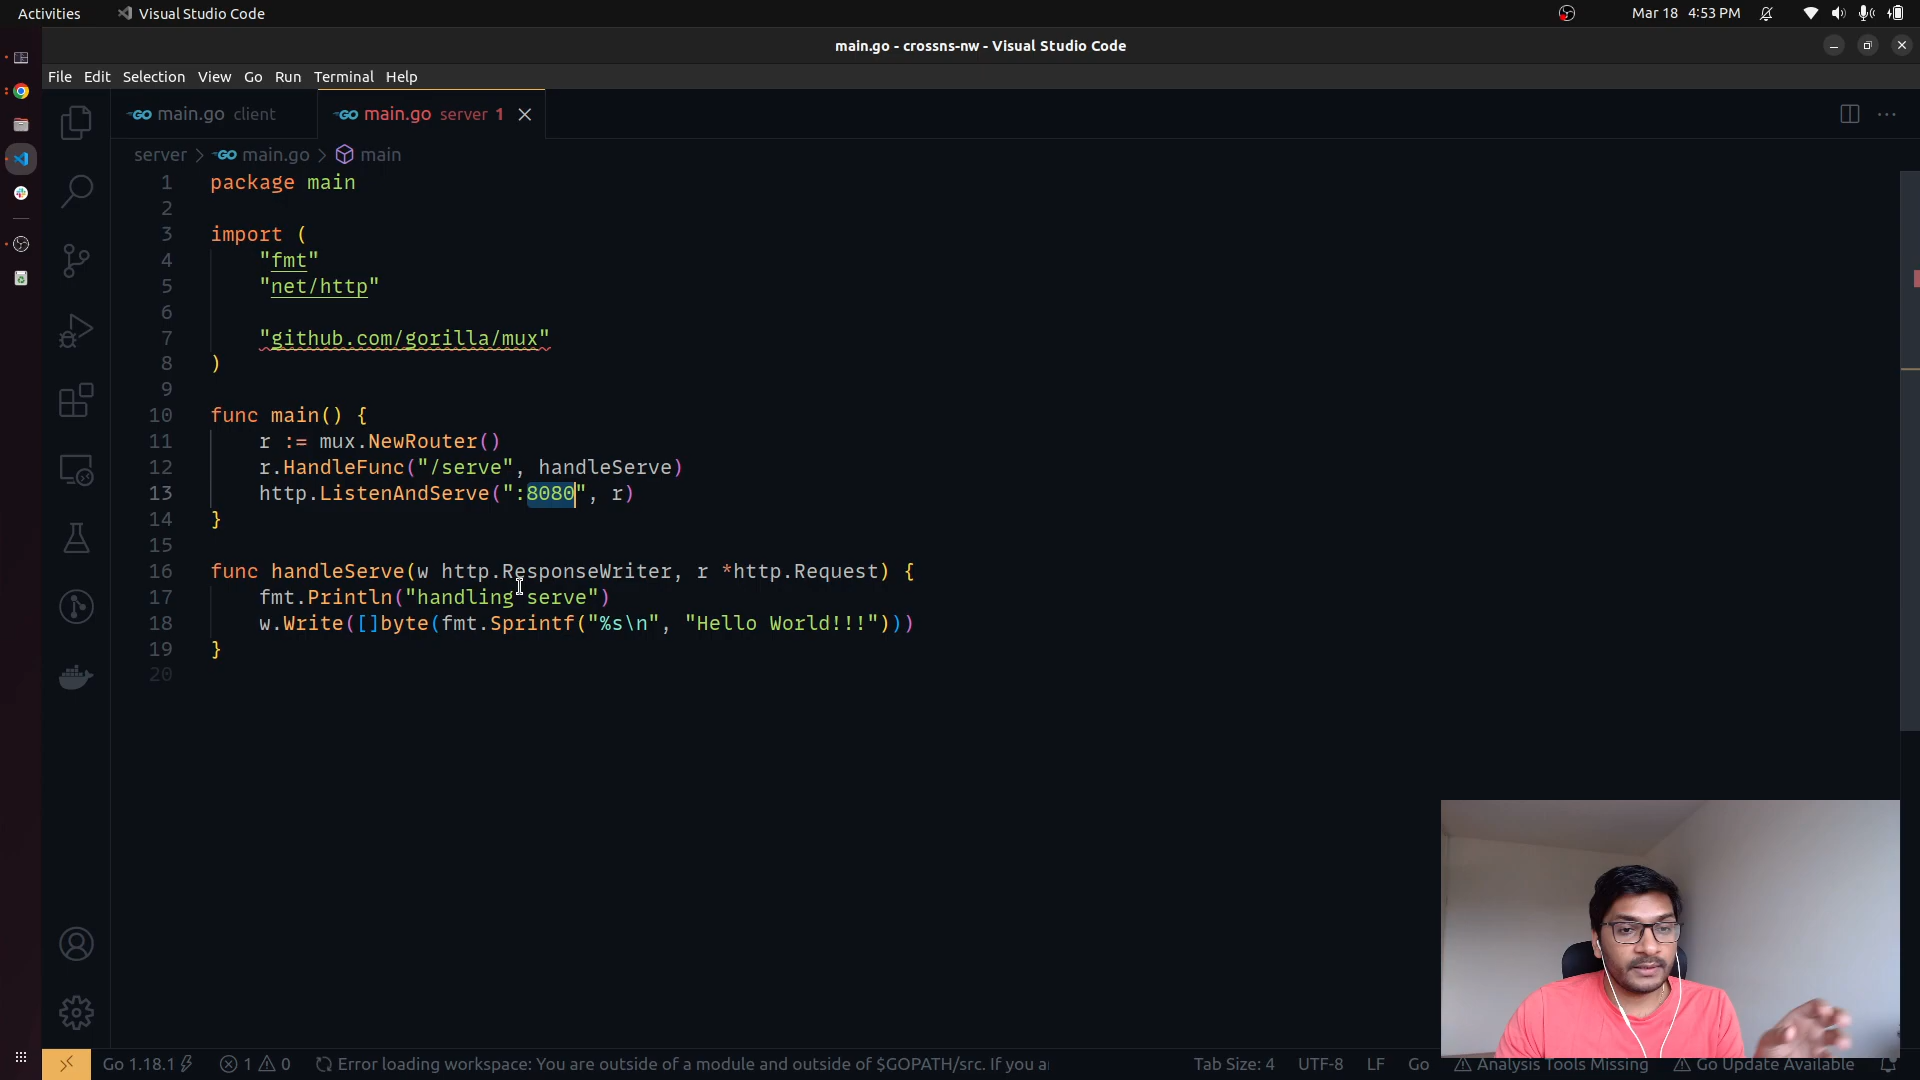 Activities
Visual Studio Code
Mar 18 4:53 PM
main.go - crossns-nw - Visual Studio Code
File Edit Selection View Go Run Terminal Help
GO main.go client
GO main.go server 1
server > GO main.go > main
1 package main
2
3 import (
4 "fmt"
5 "net/http"
6
7 "github.com/gorilla/mux"
8 )
9
10 func main() {
11 r := mux.NewRouter()
12 r.HandleFunc("/serve", handleServe)
13 http.ListenAndServe(":8080", r)
14 }
15
16 func handleServe(w http.ResponseWriter, r *http.Request) {
17 fmt.Println("handling serve")
18 w.Write([]byte(fmt.Sprintf("%s\n", "Hello World!!!")))
19 }
20
Go 1.18.1 1 0 Error loading workspace: You are outside of a module and outside of $GOPATH/src. If you ar Tab Size: 4 UTF-8 LF Go Analysis Tools Missing Go Update Available